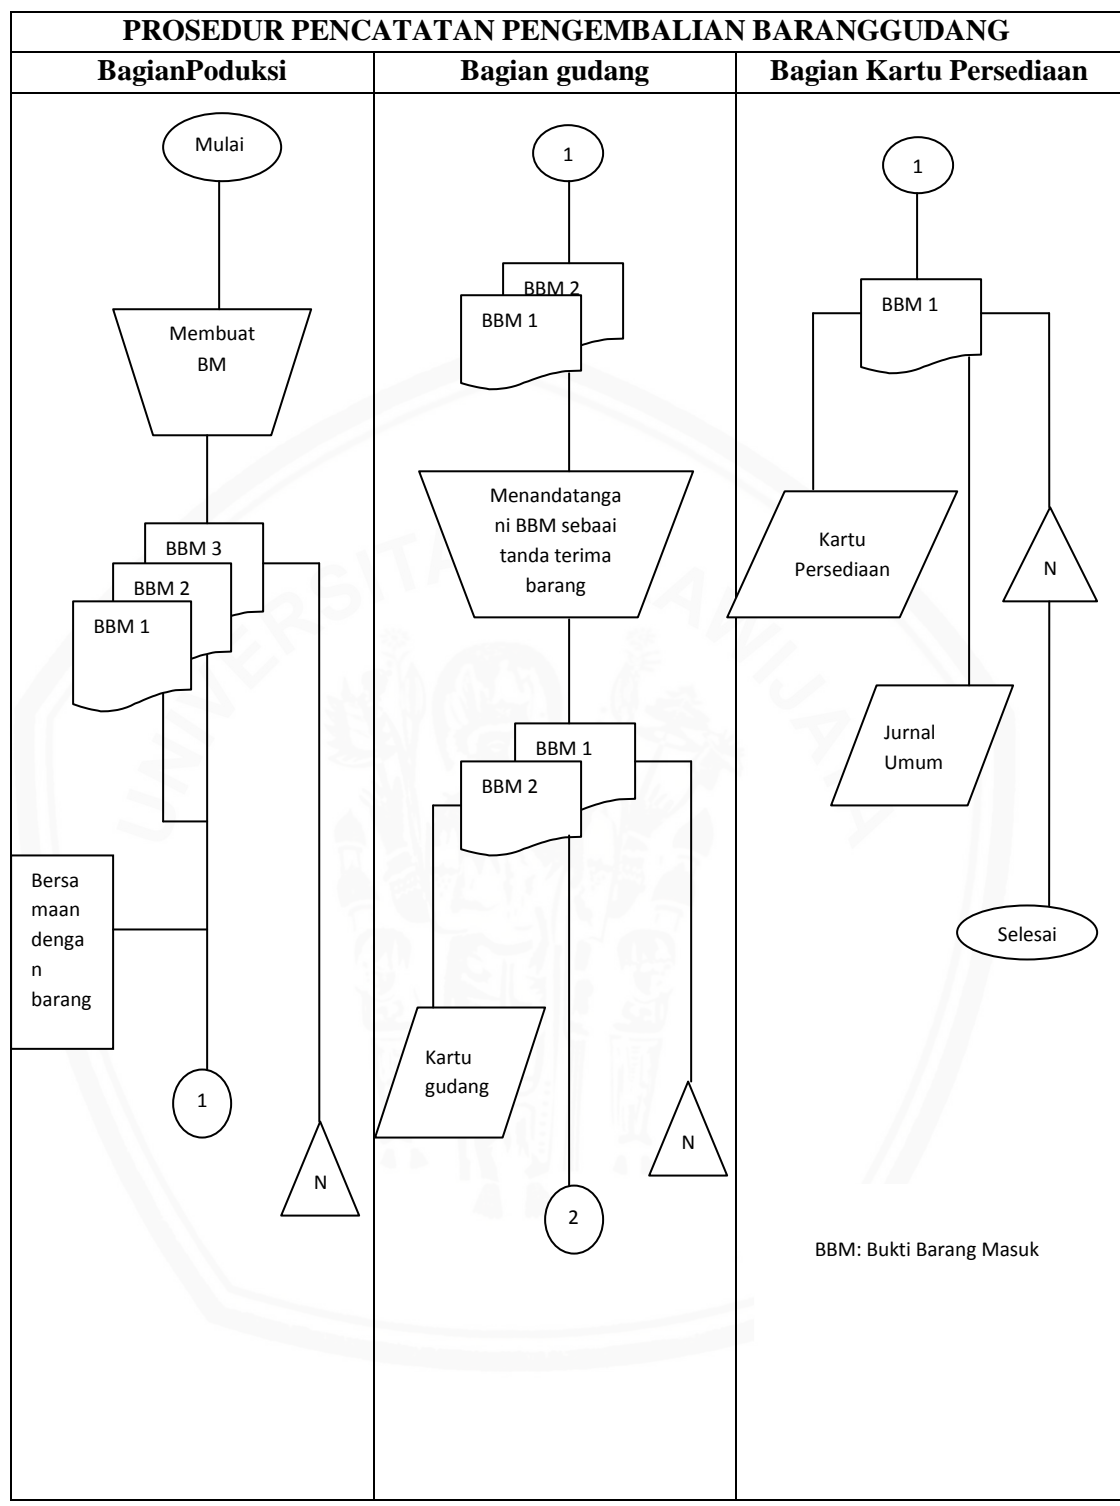 PROSEDUR PENCATATAN PENGEMBALIAN BARANGGUDANG
BagianPoduksi
Bagian gudang
Bagian Kartu Persediaan
Mulai
Membuat
BM
BBM 3
BBM 2
BBM 1
Bersa
maan
denga
n
barang
1
N
1
BBM 2
BBM 1
Menandatanga
ni BBM sebaai
tanda terima
barang
BBM 1
BBM 2
Kartu
gudang
N
2
1
BBM 1
Kartu
Persediaan
N
Jurnal
Umum
Selesai
BBM: Bukti Barang Masuk